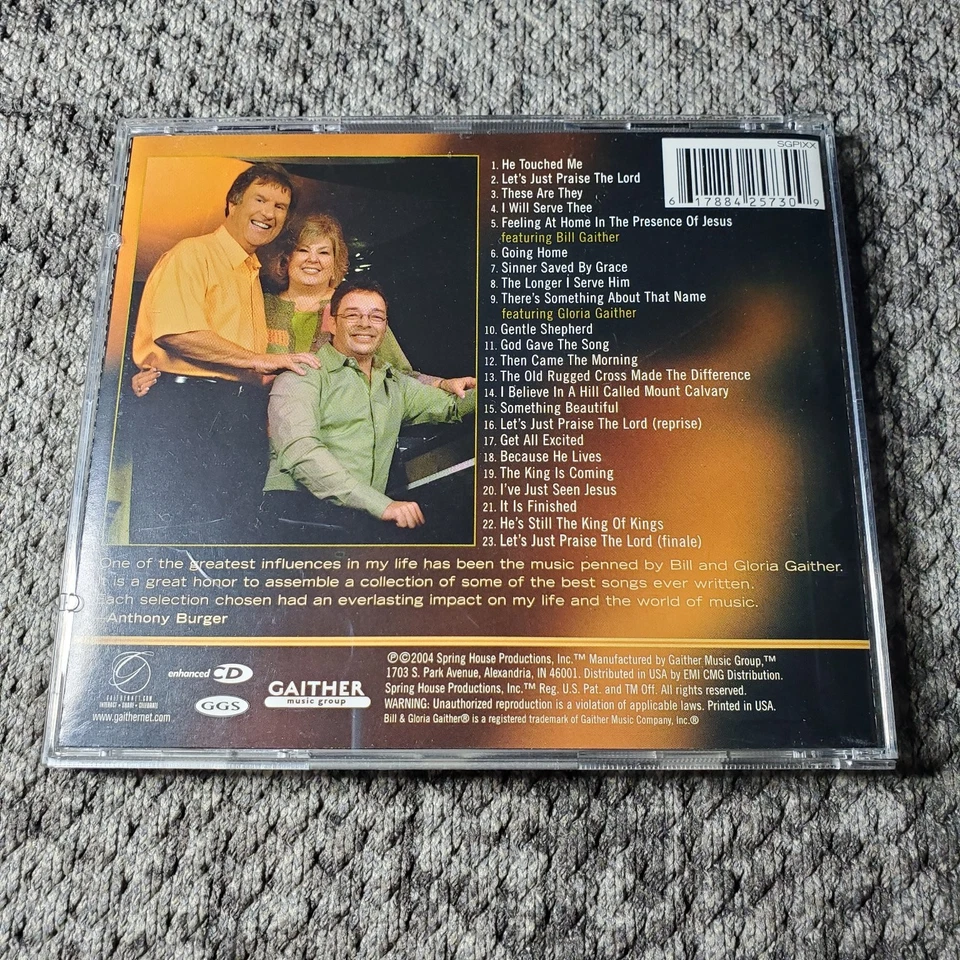 SGPIXX
6 17884 25730 9
1. He Touched Me
2. Let's Just Praise The Lord
3. These Are They
4. I Will Serve Thee
5. Feeling At Home In The Presence Of Jesus
featuring Bill Gaither
6. Going Home
7. Sinner Saved By Grace
8. The Longer I Serve Him
9. There's Something About That Name
featuring Gloria Gaither
10. Gentle Shepherd
11. God Gave The Song
12. Then Came The Morning
13. The Old Rugged Cross Made The Difference
14. I Believe In A Hill Called Mount Calvary
15. Something Beautiful
16. Let's Just Praise The Lord (reprise)
17. Get All Excited
18. Because He Lives
19. The King Is Coming
20. I've Just Seen Jesus
21. It Is Finished
22. He's Still The King Of Kings
23. Let's Just Praise The Lord (finale)
One of the greatest influences in my life has been the music penned by Bill and Gloria Gaither.
It is a great honor to assemble a collection of some of the best songs ever written.
Each selection chosen had an everlasting impact on my life and the world of music.
- Anthony Burger
GAITHERNET.COM
INTERACT • SHARE • CELEBRATE
www.gaithernet.com
enhanced CD
GGS
GAITHER
music group
℗©2004 Spring House Productions, Inc.™ Manufactured by Gaither Music Group,™
1703 S. Park Avenue, Alexandria, IN 46001. Distributed in USA by EMI CMG Distribution.
Spring House Productions, Inc.™ Reg. U.S. Pat. and TM Off. All rights reserved.
WARNING: Unauthorized reproduction is a violation of applicable laws. Printed in USA.
Bill & Gloria Gaither® is a registered trademark of Gaither Music Company, Inc.®